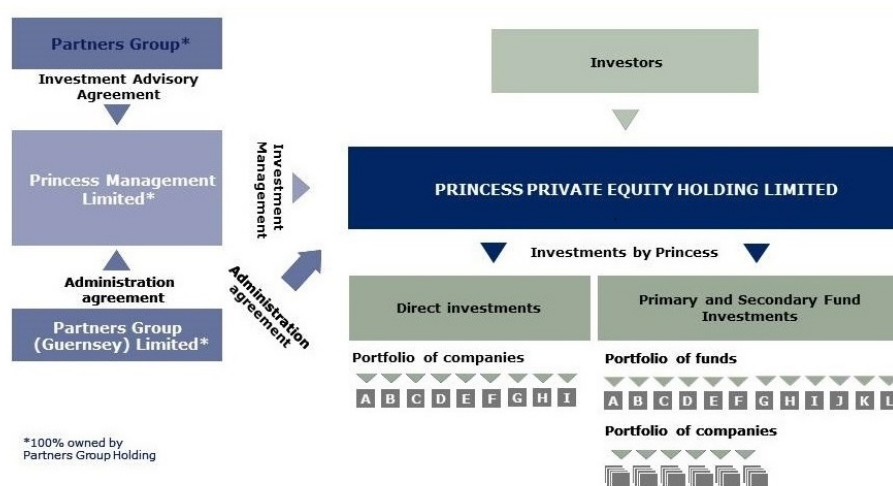 Partners Group*
Investment Advisory
Agreement
Princess Management
Limited*
Administration
agreement
Partners Group
(Guernsey) Limited*
*100% owned by
Partners Group Holding
Investment
Management
Administration
agreement
Investors
PRINCESS PRIVATE EQUITY HOLDING LIMITED
Investments by Princess
Direct investments
Portfolio of companies
A B C D E F G H I
Primary and Secondary Fund
Investments
Portfolio of funds
A B C D E F G H I J K L
Portfolio of companies